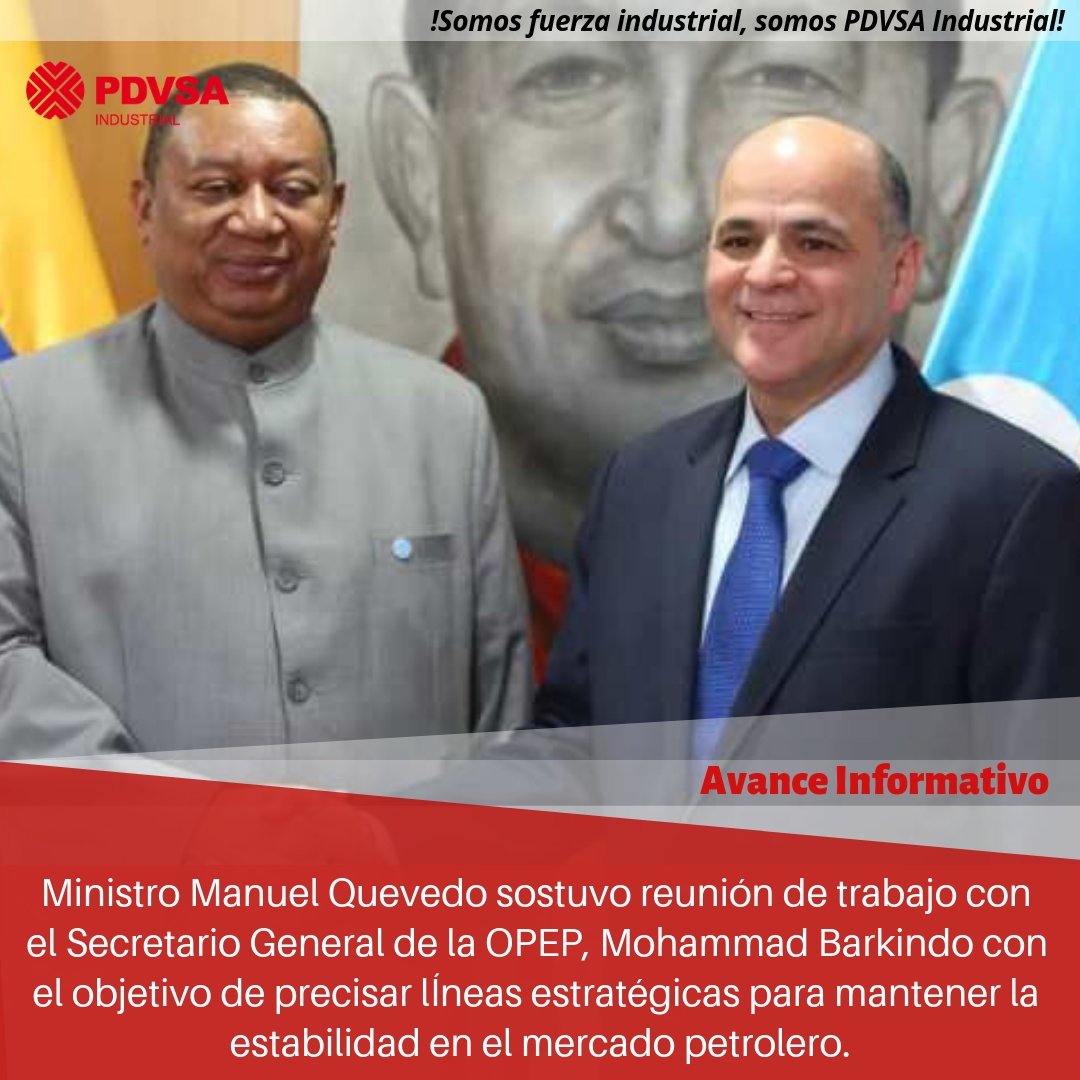 !Somos fuerza industrial, somos PDVSA Industrial!
PDVSA
INDUSTRIAL
Avance Informativo
Ministro Manuel Quevedo sostuvo reunión de trabajo con
el Secretario General de la OPEP, Mohammad Barkindo con
el objetivo de precisar lÍneas estratégicas para mantener la
estabilidad en el mercado petrolero.